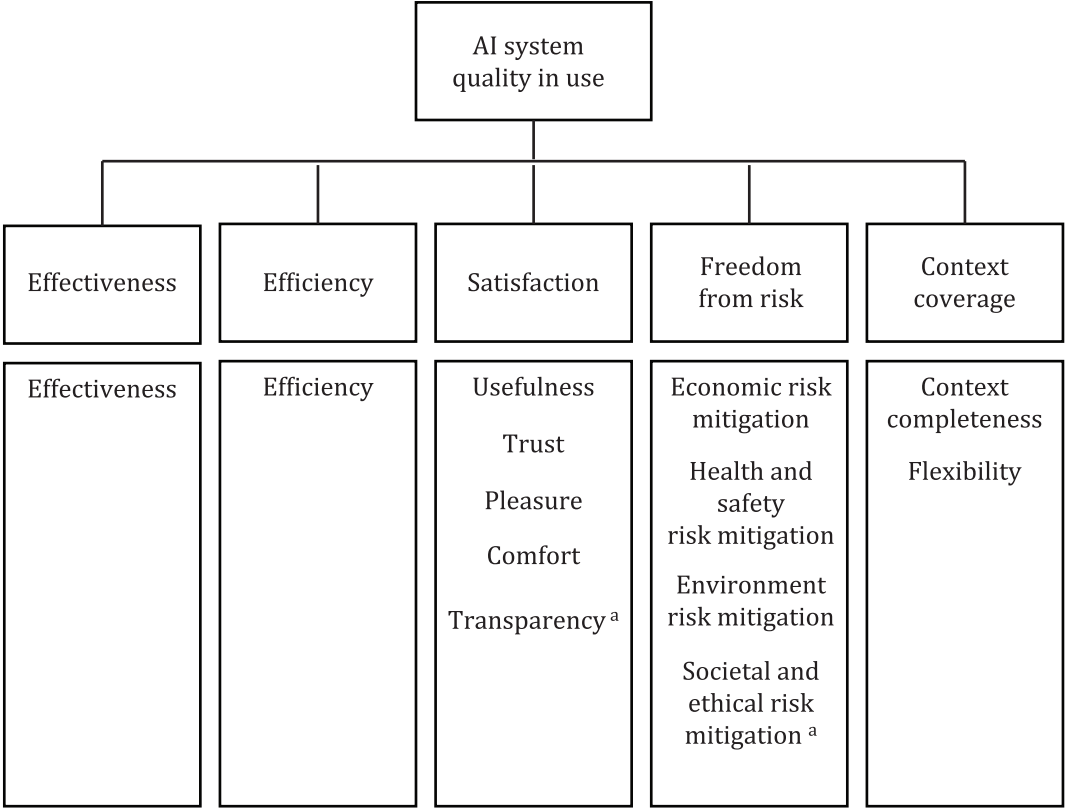 AI system
quality in use
Effectiveness
Efficiency
Satisfaction
Freedom
from risk
Context
coverage
Effectiveness
Efficiency
Usefulness
Trust
Pleasure
Comfort
Transparency a
Economic risk
mitigation
Health and
safety
risk mitigation
Environment
risk mitigation
Societal and
ethical risk
mitigation a
Context
completeness
Flexibility